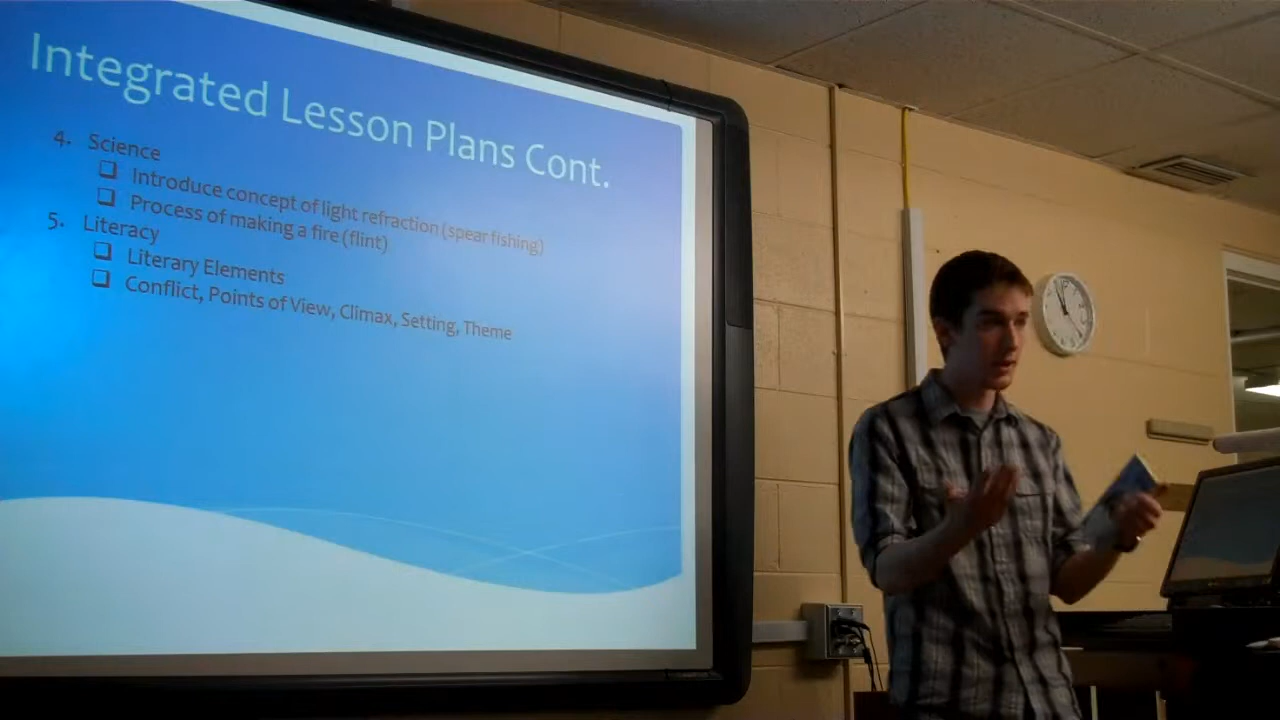 Integrated Lesson Plans Cont.
4. Science
❑ Introduce concept of light refraction (spear fishing)
❑ Process of making a fire (flint)
5. Literacy
❑ Literary Elements
❑ Conflict, Points of View, Climax, Setting, Theme